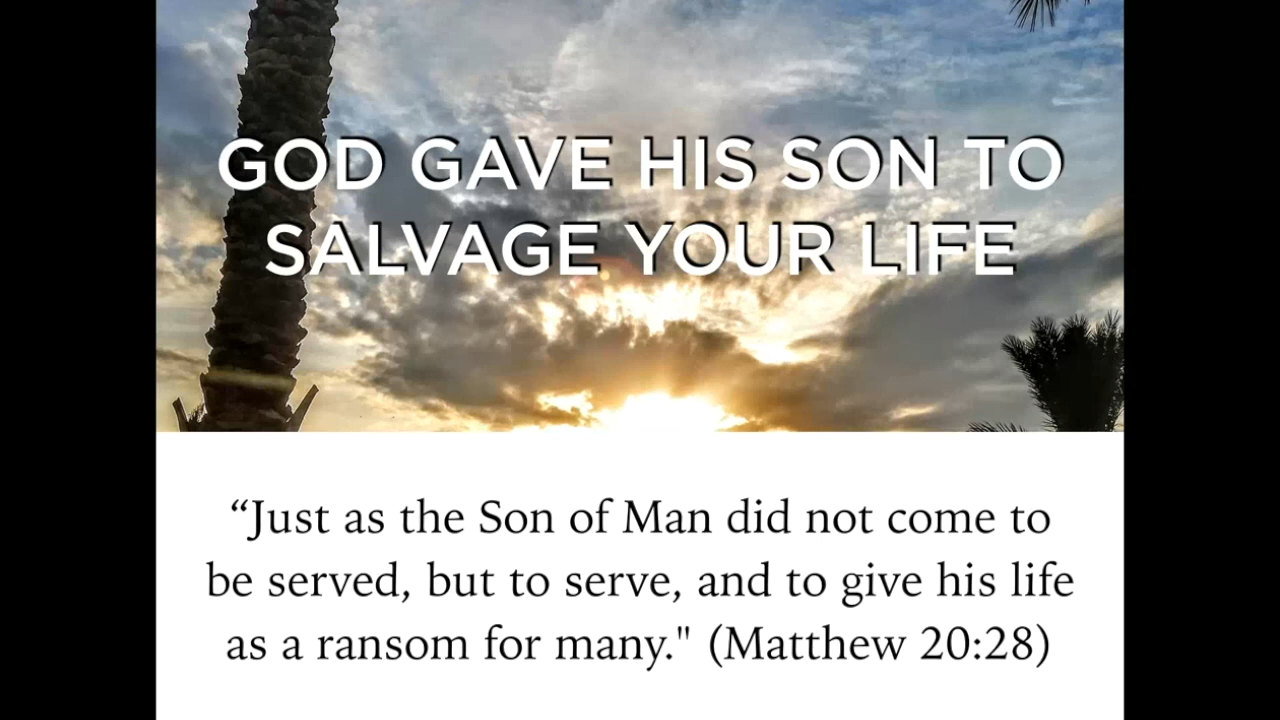 GOD GAVE HIS SON TO
SALVAGE YOUR LIFE
“Just as the Son of Man did not come to
be served, but to serve, and to give his life
as a ransom for many." (Matthew 20:28)